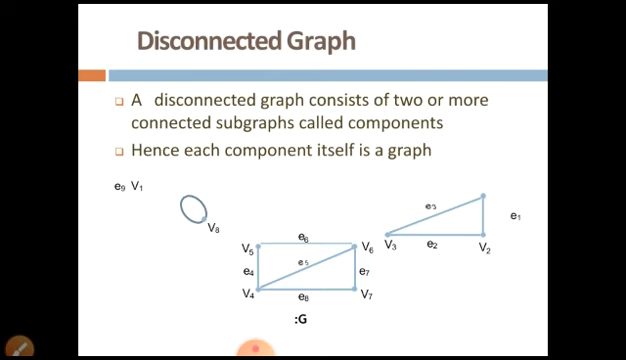 Disconnected Graph
A disconnected graph consists of two or more
connected subgraphs called components
Hence each component itself is a graph
e9 V1
e3
e1
V8
e6
V5
V6
V3
e2
V2
e5
e4
e7
V4
e8
V7
:G